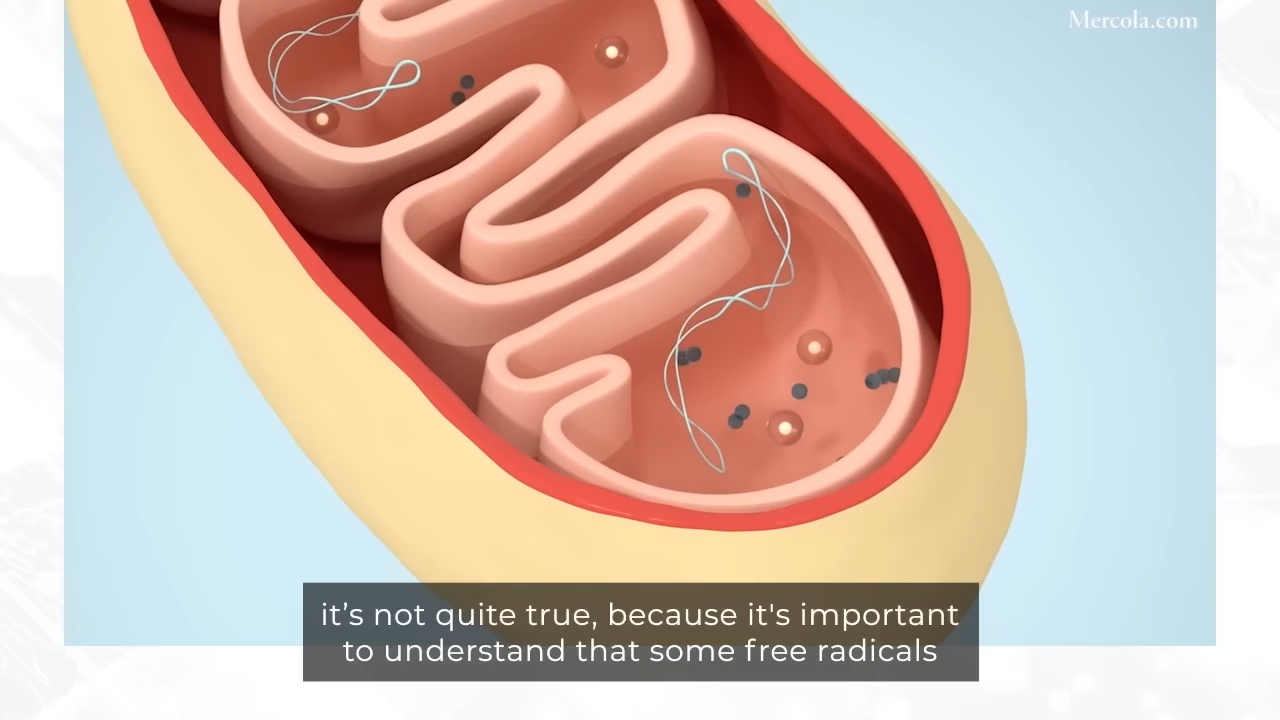 Mercola.com
it’s not quite true, because it's important
to understand that some free radicals